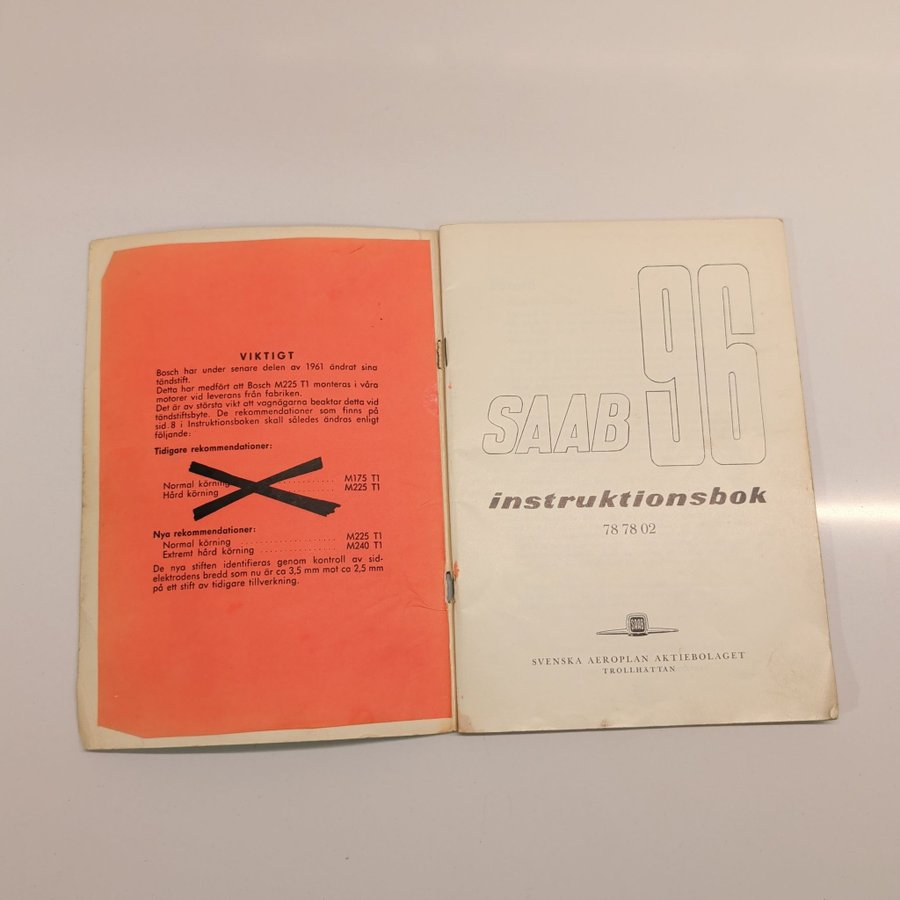 VIKTIGT
Bosch har under senare delen av 1961 ändrat sina
tändstift.
Detta har medfört att Bosch M225 T1 monteras i våra
motorer vid leverans från fabriken.
Det är av största vikt att vagnägarna beaktar detta vid
tändstiftsbyte. De rekommendationer som finns på
sid. 8 i Instruktionsboken skall således ändras enligt
följande:
Tidigare rekommendationer:
Normal körning . . . . . . . . . . . . . . M175 T1
Hård körning . . . . . . . . . . . . . . M225 T1
Nya rekommendationer:
Normal körning . . . . . . . . . . . . . . M225 T1
Extremt hård körning . . . . . . . . . . . M240 T1
De nya stiften identifieras genom kontroll av sid-
elektrodens bredd som nu är ca 3,5 mm mot ca 2,5 mm
på ett stift av tidigare tillverkning.
SAAB 96
instruktionsbok
78 78 02
SAAB
SVENSKA AEROPLAN AKTIEBOLAGET
TROLLHÄTTAN